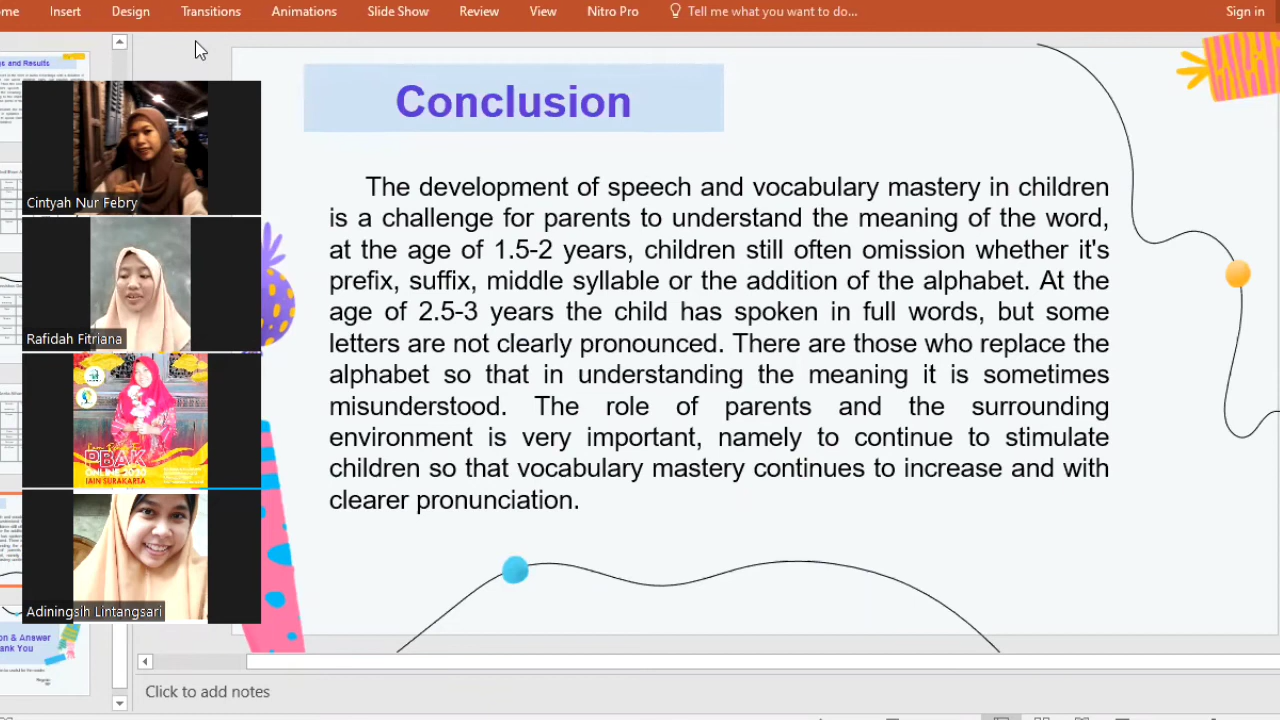 Insert Design Transitions Animations Slide Show Review View Nitro Pro Tell me what you want to do... Sign in
and Results
Cintyah Nur Febry
Rafidah Fitriana
PBAK
ONLINE 2020
IAIN SURAKARTA
Adiningsih Lintangsari
& Answer
You
Conclusion
The development of speech and vocabulary mastery in children
is a challenge for parents to understand the meaning of the word,
at the age of 1.5-2 years, children still often omission whether it's
prefix, suffix, middle syllable or the addition of the alphabet. At the
age of 2.5-3 years the child has spoken in full words, but some
letters are not clearly pronounced. There are those who replace the
alphabet so that in understanding the meaning it is sometimes
misunderstood. The role of parents and the surrounding
environment is very important, namely to continue to stimulate
children so that vocabulary mastery continues to increase and with
clearer pronunciation.
Click to add notes